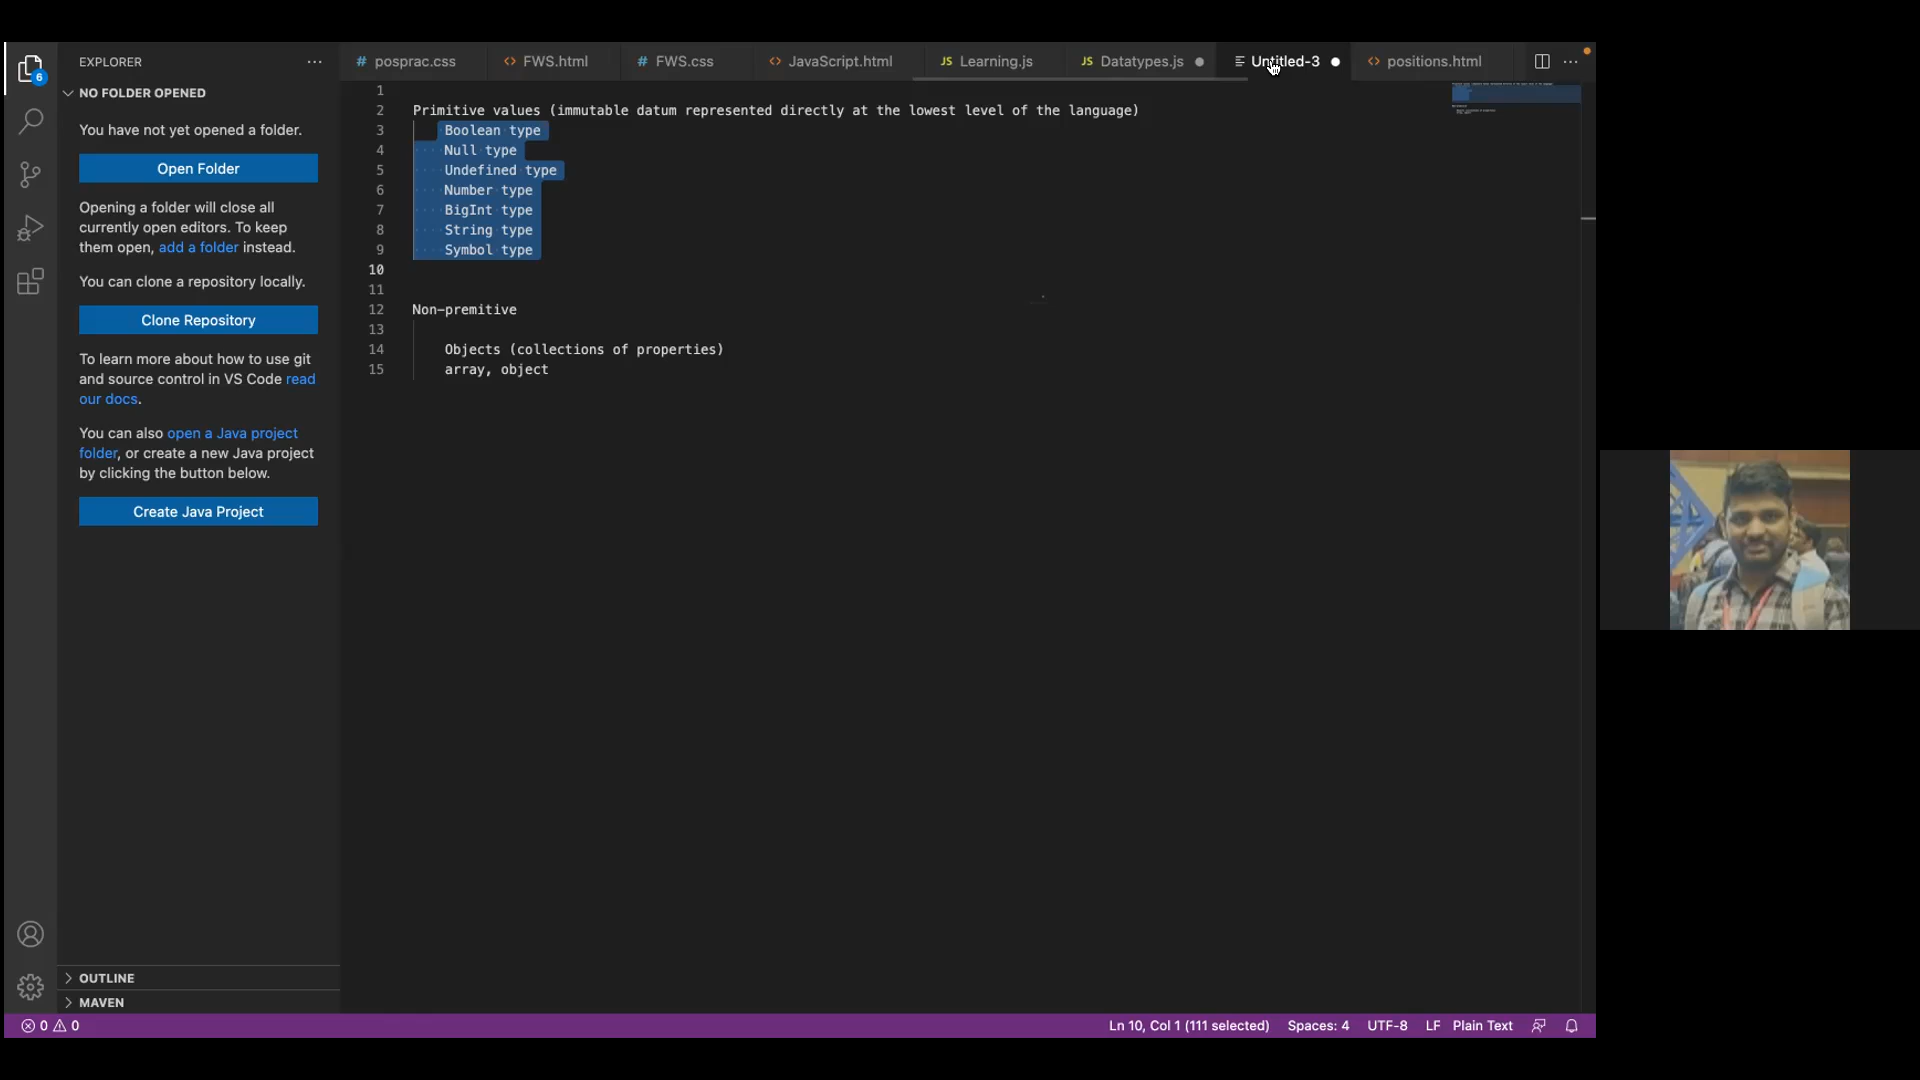 EXPLORER
# posprac.css
<> FWS.html
# FWS.css
<> JavaScript.html
JS Learning.js
JS Datatypes.js
Untitled-3
<> positions.html
6
NO FOLDER OPENED
You have not yet opened a folder.
Open Folder
Opening a folder will close all
currently open editors. To keep
them open, add a folder instead.
You can clone a repository locally.
Clone Repository
To learn more about how to use git
and source control in VS Code read
our docs.
You can also open a Java project
folder, or create a new Java project
by clicking the button below.
Create Java Project
OUTLINE
MAVEN
1
2 Primitive values (immutable datum represented directly at the lowest level of the language)
3 Boolean type
4 Null type
5 Undefined type
6 Number type
7 BigInt type
8 String type
9 Symbol type
10
11
12 Non-premitive
13
14 Objects (collections of properties)
15 array, object
0 0
Ln 10, Col 1 (111 selected)
Spaces: 4
UTF-8
LF
Plain Text